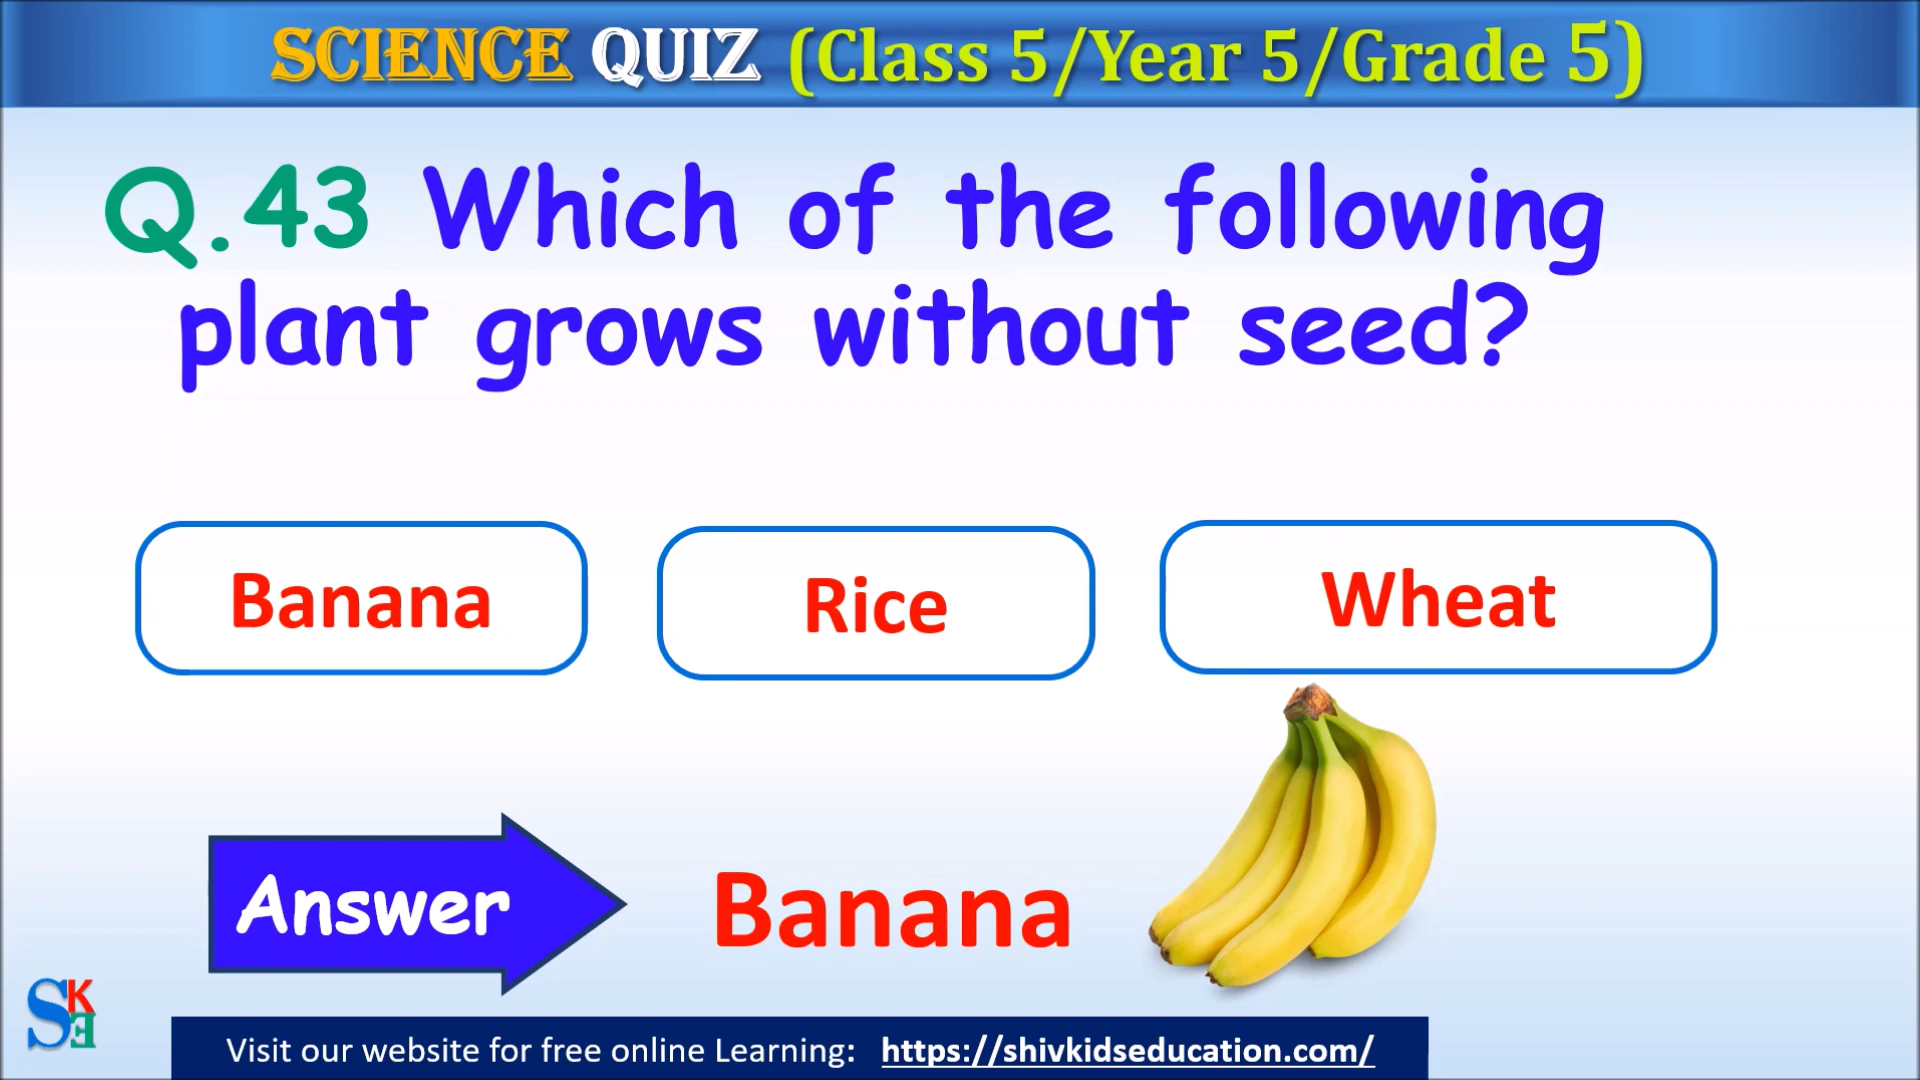 SCIENCE QUIZ (Class 5/Year 5/Grade 5)
Q.43 Which of the following
plant grows without seed?
Banana
Rice
Wheat
Answer
Banana
SKE
Visit our website for free online Learning: https://shivkidseducation.com/